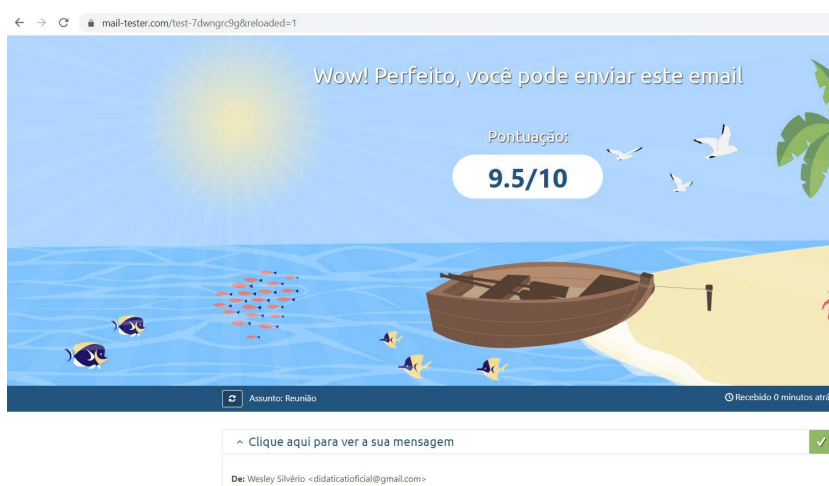 mail-tester.com/test-7dwngrc9g&reloaded=1
Wow! Perfeito, você pode enviar este email
Pontuação:
9.5/10
Assunto: Reunião
Recebido 0 minutos atrá
Clique aqui para ver a sua mensagem
De: Wesley Silvério <didaticatioficial@gmail.com>